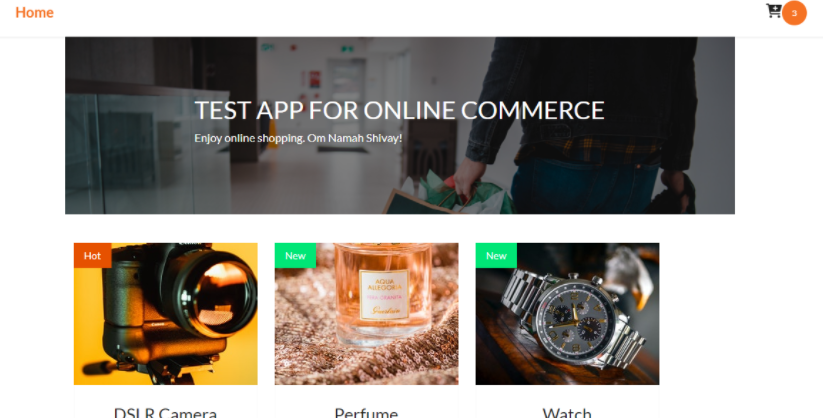 Home
3
TEST APP FOR ONLINE COMMERCE
Enjoy online shopping. Om Namah Shivay!
Hot
New
New
Canon
AQUA
ALLEGORIA
DSLR Camera
Perfume
Watch